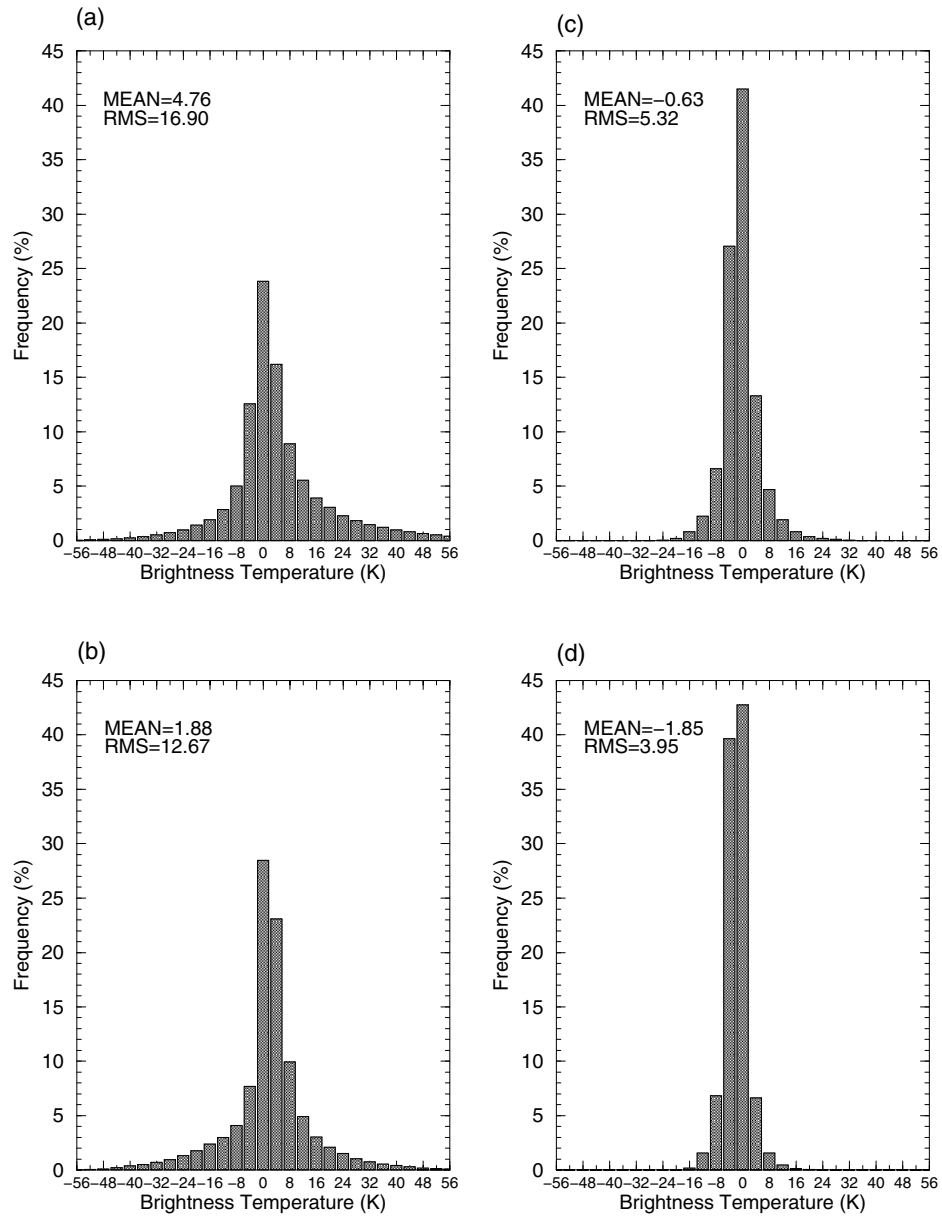 (a)
45
40
35
30
25
20
15
10
5
0
Frequency (%)
MEAN=4.76
RMS=16.90
−56−48−40−32−24−16 −8 0 8 16 24 32 40 48 56
Brightness Temperature (K)
(c)
45
40
35
30
25
20
15
10
5
0
Frequency (%)
MEAN=−0.63
RMS=5.32
−56−48−40−32−24−16 −8 0 8 16 24 32 40 48 56
Brightness Temperature (K)
(b)
45
40
35
30
25
20
15
10
5
0
Frequency (%)
MEAN=1.88
RMS=12.67
−56−48−40−32−24−16 −8 0 8 16 24 32 40 48 56
Brightness Temperature (K)
(d)
45
40
35
30
25
20
15
10
5
0
Frequency (%)
MEAN=−1.85
RMS=3.95
−56−48−40−32−24−16 −8 0 8 16 24 32 40 48 56
Brightness Temperature (K)